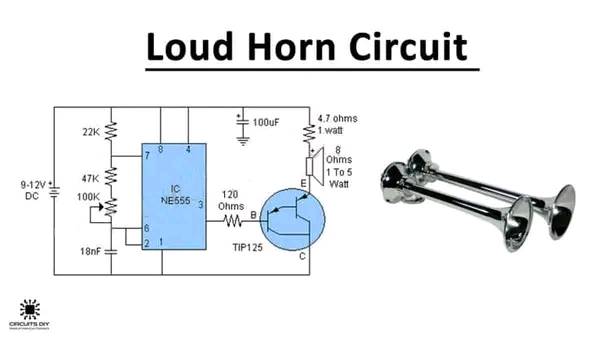 Loud Horn Circuit
22K
47K
100K
18nF
9-12V
DC
7
8
4
3
6
2
1
IC
NE555
+
100uF
120
Ohms
4.7 ohms
1.watt
+
8
Ohms
1 To 5
Watt
E
B
C
TIP125
+
CIRCUITS DIY